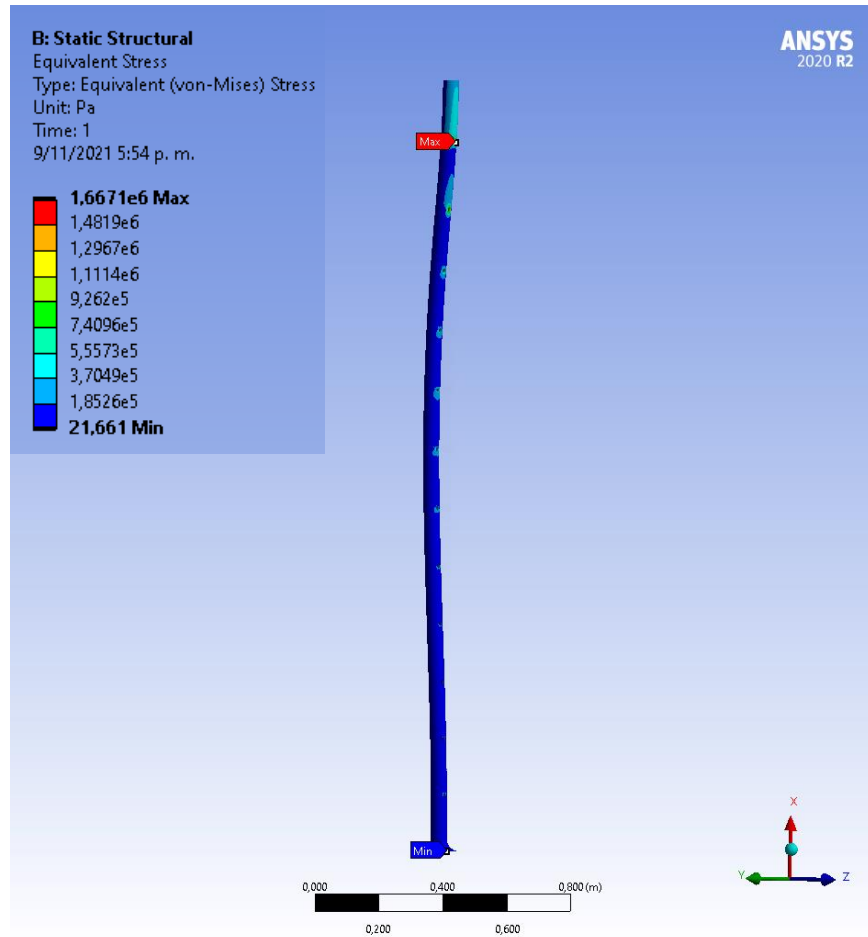 B: Static Structural
Equivalent Stress
Type: Equivalent (von-Mises) Stress
Unit: Pa
Time: 1
9/11/2021 5:54 p. m.
ANSYS
2020 R2
1,6671e6 Max
1,4819e6
1,2967e6
1,1114e6
9,262e5
7,4096e5
5,5573e5
3,7049e5
1,8526e5
21,661 Min
Max
Min
0,000 0,400 0,800 (m)
0,200 0,600
X
Y Z